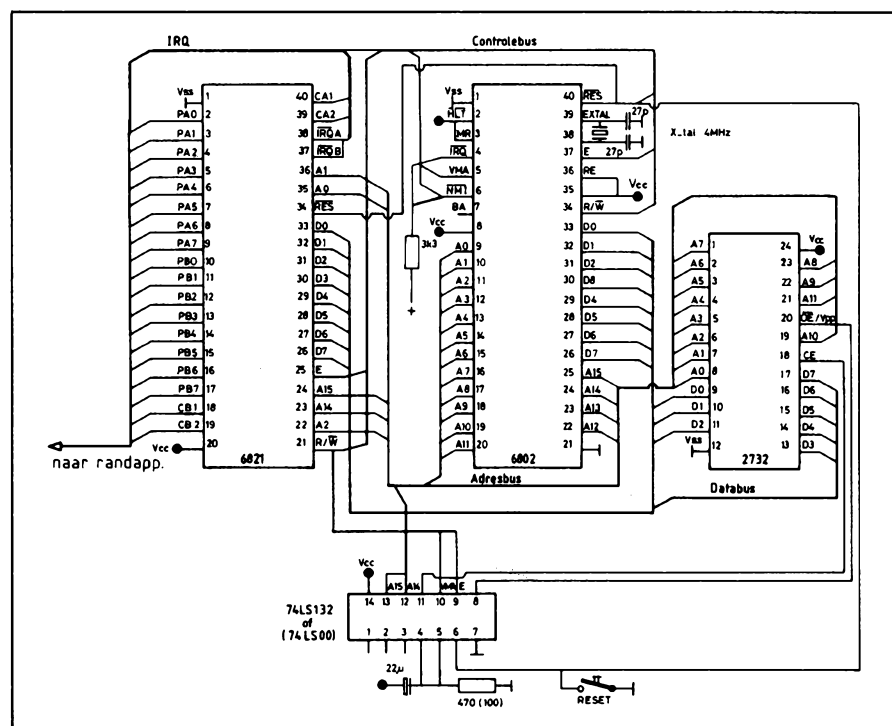 IRQ
Controlebus
Vss
1
PA0 2
PA1 3
PA2 4
PA3 5
PA4 6
PA5 7
PA6 8
PA7 9
PB0 10
PB1 11
PB2 12
PB3 13
PB4 14
PB5 15
PB6 16
PB7 17
CB1 18
CB2 19
Vcc 20
40 CA1
39 CA2
38 IRQA
37 IRQB
36 A1
35 A0
34 RES
33 D0
32 D1
31 D2
30 D3
29 D4
28 D5
27 D6
26 D7
25 E
24 A15
23 A14
22 A2
21 R/W
6821
naar randapp.
3k3
+
Vss
1
HLT 2
MR 3
IRQ 4
VMA 5
NMI 6
BA 7
Vcc 8
A0 9
A1 10
A2 11
A3 12
A4 13
A5 14
A6 15
A7 16
A8 17
A9 18
A10 19
A11 20
40 RES
39 EXTAL
38
37 E
36 RE
35
34 R/W
33 D0
32 D1
31 D2
30 D8
29 D4
28 D5
27 D6
26 D7
25 A15
24 A14
23 A13
22 A12
21
6802
27p
27p
X_tal 4MHz
Vcc
Adresbus
A7 1
A6 2
A5 3
A4 4
A3 5
A2 6
A1 7
A0 8
D0 9
D1 10
D2 11
Vss 12
24 Vcc
23 A8
22 A9
21 A11
20 OE/Vpp
19 A10
18 CE
17 D7
16 D6
15 D5
14 D4
13 D3
2732
Databus
Vcc A15 A14 E
14 13 12 11 10 9 8
74LS132
of
(74LS00)
1 2 3 4 5 6 7
22µ
470 (100)
RESET